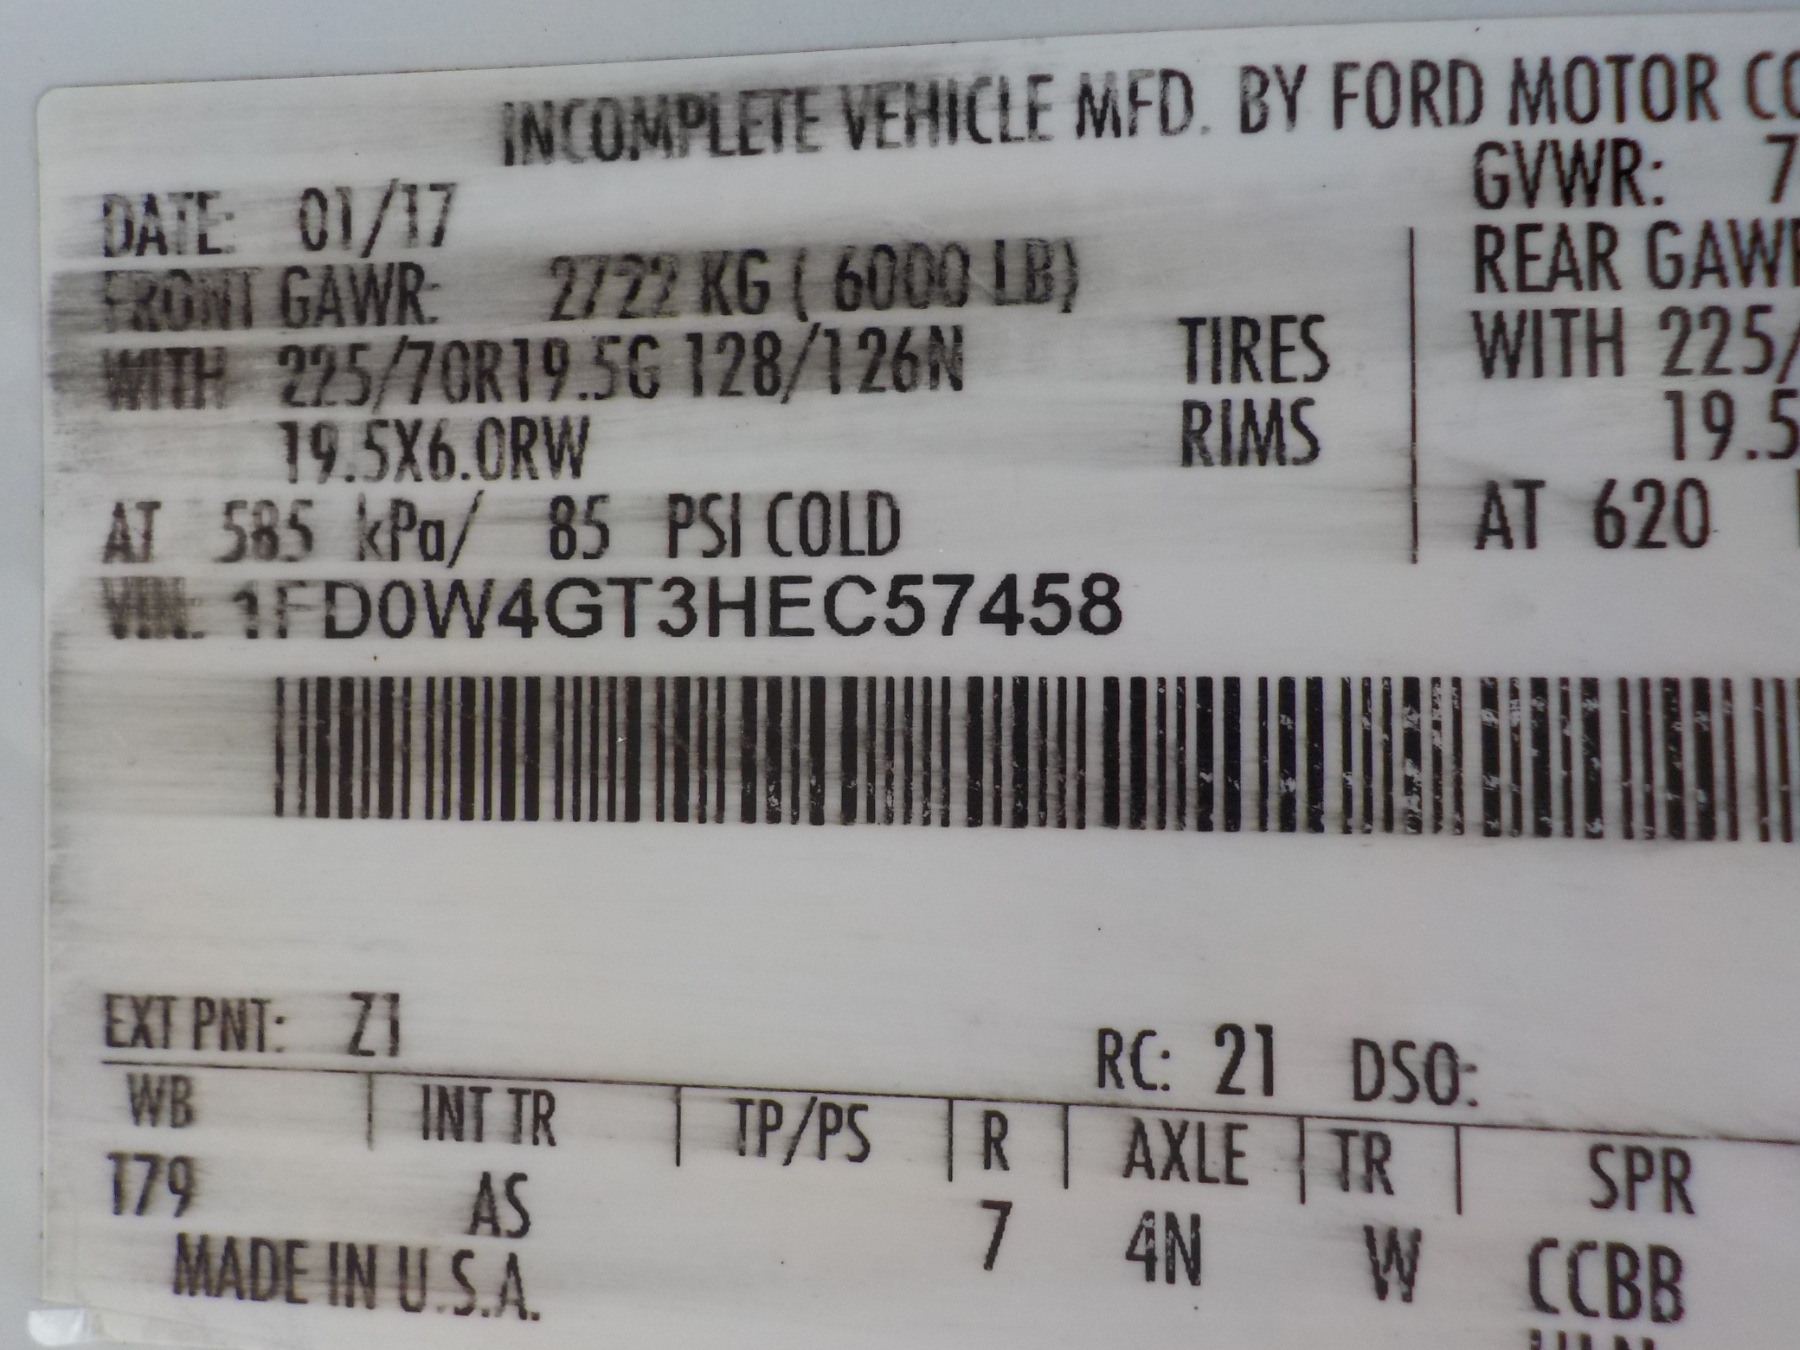 INCOMPLETE VEHICLE MFD. BY FORD MOTOR CO
DATE: 01/17
GVWR: 7
FRONT GAWR: 2722 KG ( 6000 LB)
REAR GAWR
WITH 225/70R19.5G 128/126N TIRES
WITH 225/
19.5X6.0RW RIMS
19.5
AT 585 kPa/ 85 PSI COLD
AT 620
VIN: 1FD0W4GT3HEC57458
EXT PNT: Z1
RC: 21 DSO:
WB INT TR TP/PS R AXLE TR SPR
179 AS 7 4N W CCBB
MADE IN U.S.A.